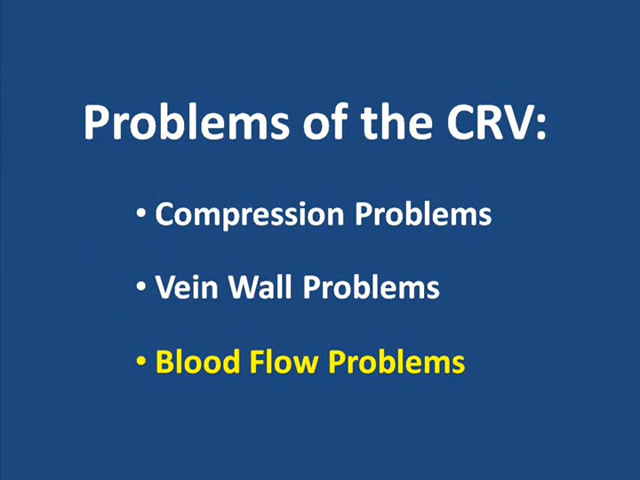 Problems of the CRV:
• Compression Problems
• Vein Wall Problems
• Blood Flow Problems